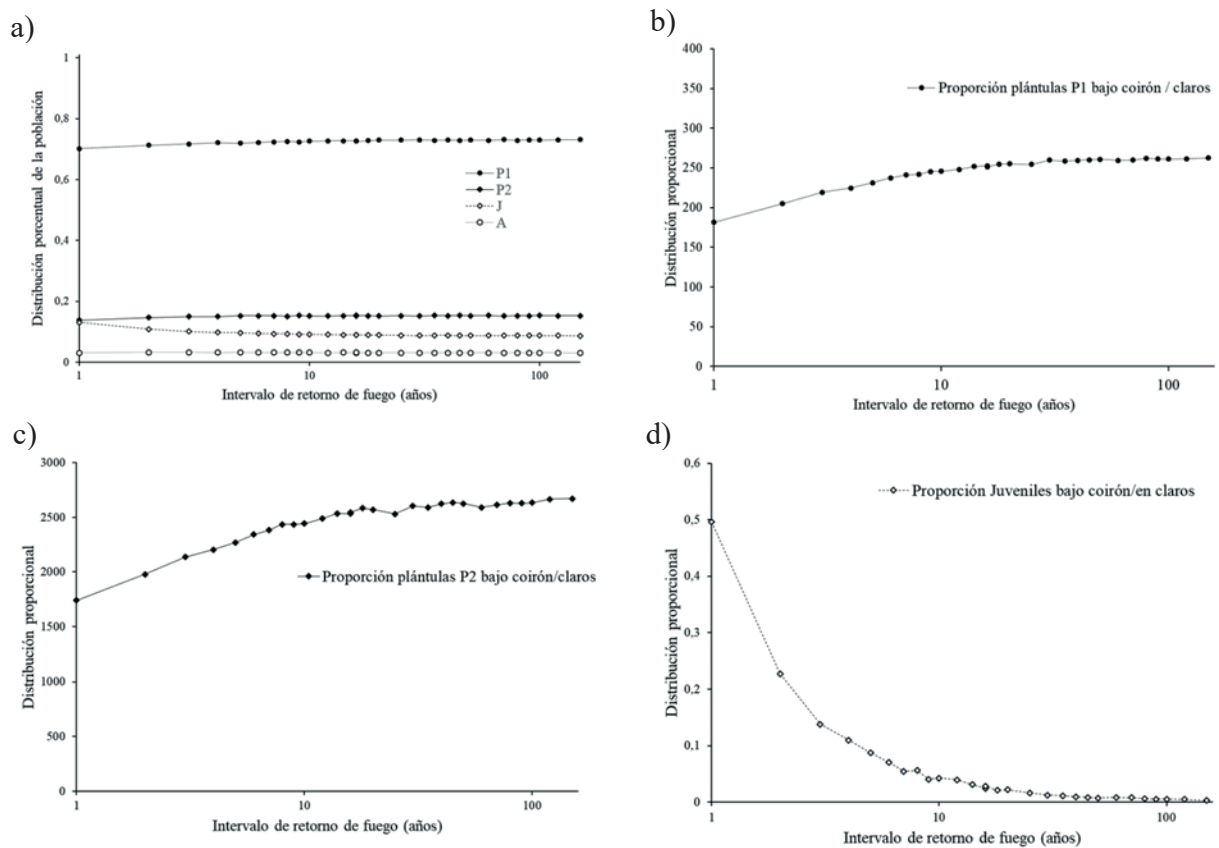 a)
Distribución porcentual de la población
1
0,8
0,6
0,4
0,2
0
1
10
100
Intervalo de retorno de fuego (años)
P1
P2
J
A
b)
Distribución proporcional
400
350
300
250
200
150
100
50
0
1
10
100
Intervalo de retorno de fuego (años)
Proporción plántulas P1 bajo coirón / claros
c)
Distribución proporcional
3000
2500
2000
1500
1000
500
0
1
10
100
Intervalo de retorno de fuego (años)
Proporción plántulas P2 bajo coirón/claros
d)
Distribución proporcional
0,6
0,5
0,4
0,3
0,2
0,1
0
1
10
100
Intervalo de retorno de fuego (años)
Proporción Juveniles bajo coirón/en claros